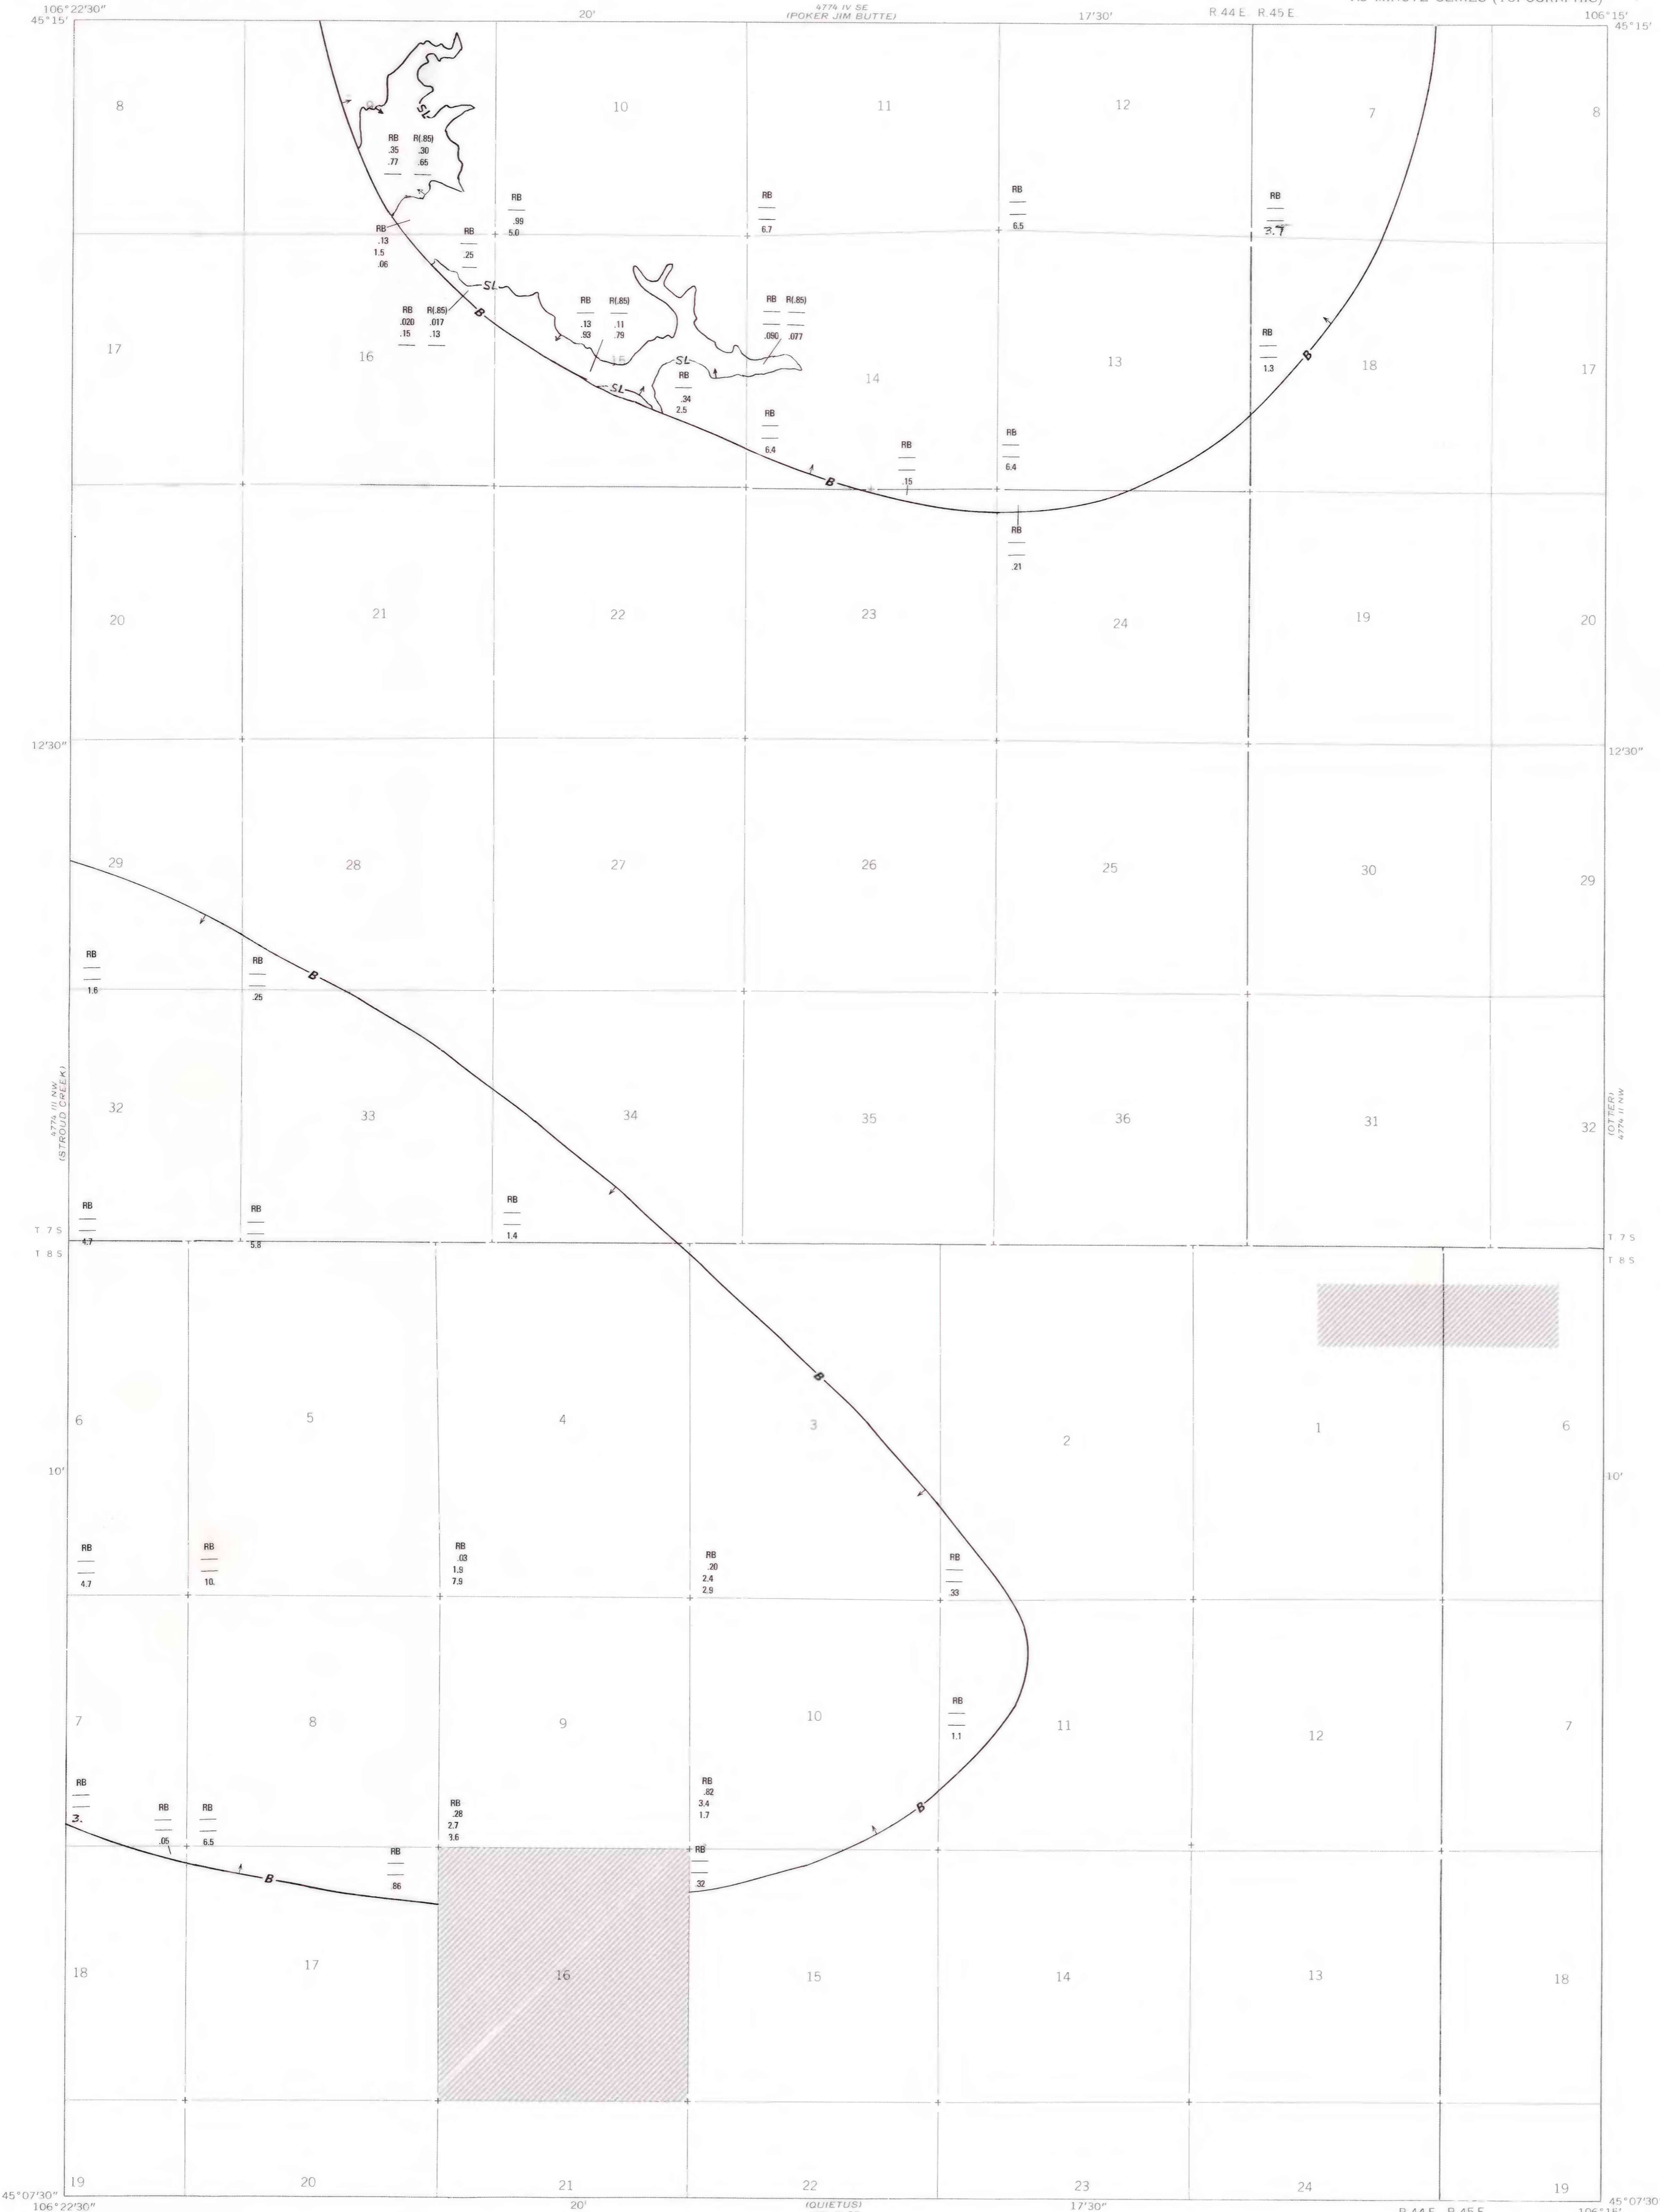 106°22'30"
45°15'
20'
4774 IV SE
(POKER JIM BUTTE)
17'30"
R. 44 E. R. 45 E.
106°15'
45°15'
8
9
10
11
12
7
8
SL
RB R(.85)
.35 .30
.77 .65
RB
.99
5.0
RB
6.7
RB
6.5
RB
3.7
RB
.13
1.5
.06
RB
.25
SL
B
RB R(.85)
.020 .017
.15 .13
RB R(.85)
.13 .11
.93 .79
RB R(.85)
.090 .077
RB
1.3
B
17
16
15
14
13
18
17
SL
SL
RB
.34
2.5
RB
6.4
B
RB
.15
RB
6.4
RB
.21
20
21
22
23
24
19
20
12'30"
12'30"
29
28
27
26
25
30
29
RB
1.6
RB
.25
B
4774 III NW
(STROUD CREEK)
32
33
34
35
36
31
32
(OTTER)
4774 II NW
RB
4.7
RB
5.8
RB
1.4
T 7 S
T 8 S
T 7 S
T 8 S
B
6
5
4
3
2
1
6
10'
10'
RB
4.7
RB
10.
RB
.03
1.9
7.9
RB
.20
2.4
2.9
RB
.33
7
8
9
10
11
12
7
RB
1.1
RB
3.
RB
.05
RB
6.5
RB
.28
2.7
3.6
RB
.82
3.4
1.7
B
B
RB
.86
RB
.32
18
17
16
15
14
13
18
19
20
21
22
23
24
19
45°07'30"
106°22'30"
20'
(QUIETUS)
17'30"
45°07'30